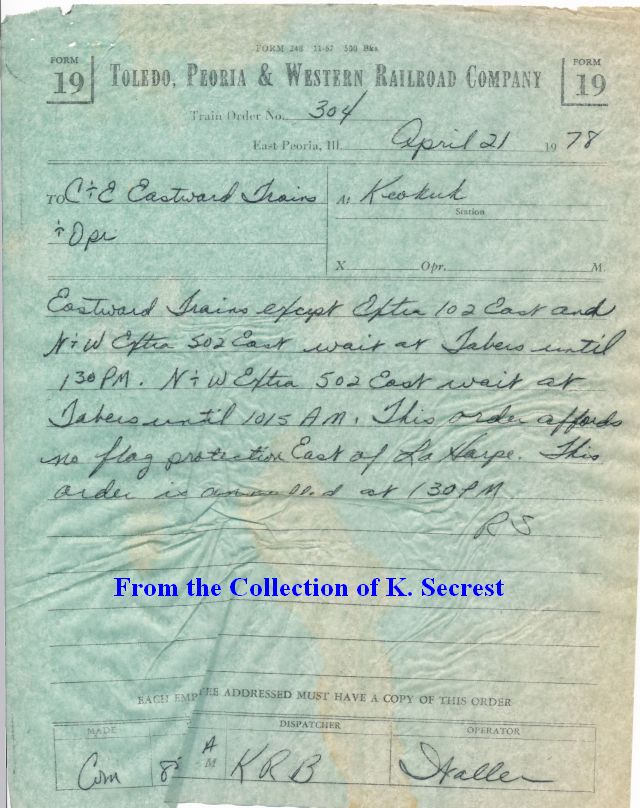 FORM 248 11-67 500 Bks
FORM 19
TOLEDO, PEORIA & WESTERN RAILROAD COMPANY
FORM 19
Train Order No. 304
East Peoria, Ill. April 21 1978
TO C+E Eastward Trains
+ Opr
At Keokuk
Station
X Opr. M.
Eastward Trains except Extra 102 East and
N+W Extra 502 East wait at Tabers until
130 PM. N+W Extra 502 East wait at
Tabers until 1015 AM. This order affords
no flag protection East of La Harpe. This
order is annulled at 130 PM
RS
From the Collection of K. Secrest
EACH EMP EE ADDRESSED MUST HAVE A COPY OF THIS ORDER
MADE DISPATCHER OPERATOR
Com A M KRB Waller